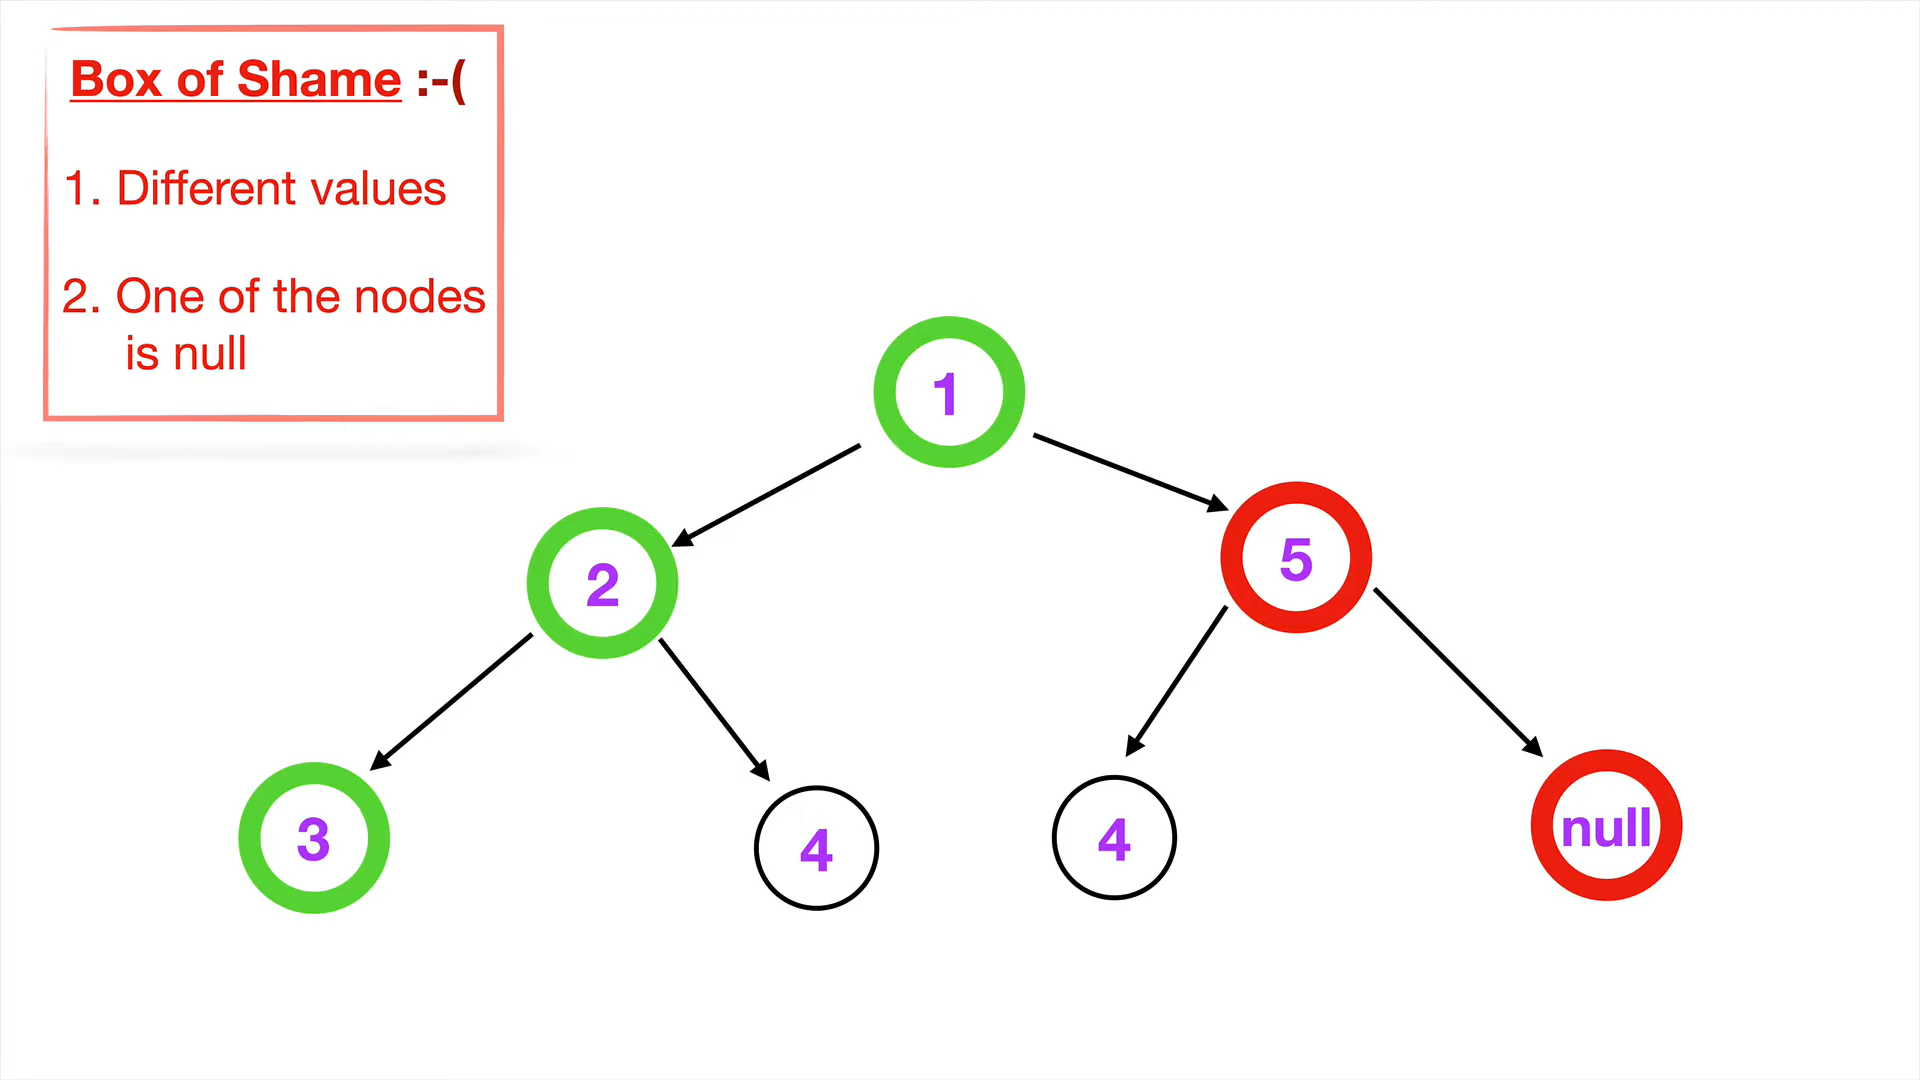 Box of Shame :-(
1. Different values
2. One of the nodes
is null
1
2
5
3
4
4
null